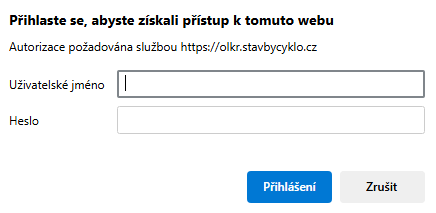 Přihlaste se, abyste získali přístup k tomuto webu
Autorizace požadována službou https://olkr.stavbycyklo.cz
Uživatelské jméno
Heslo
Přihlášení Zrušit